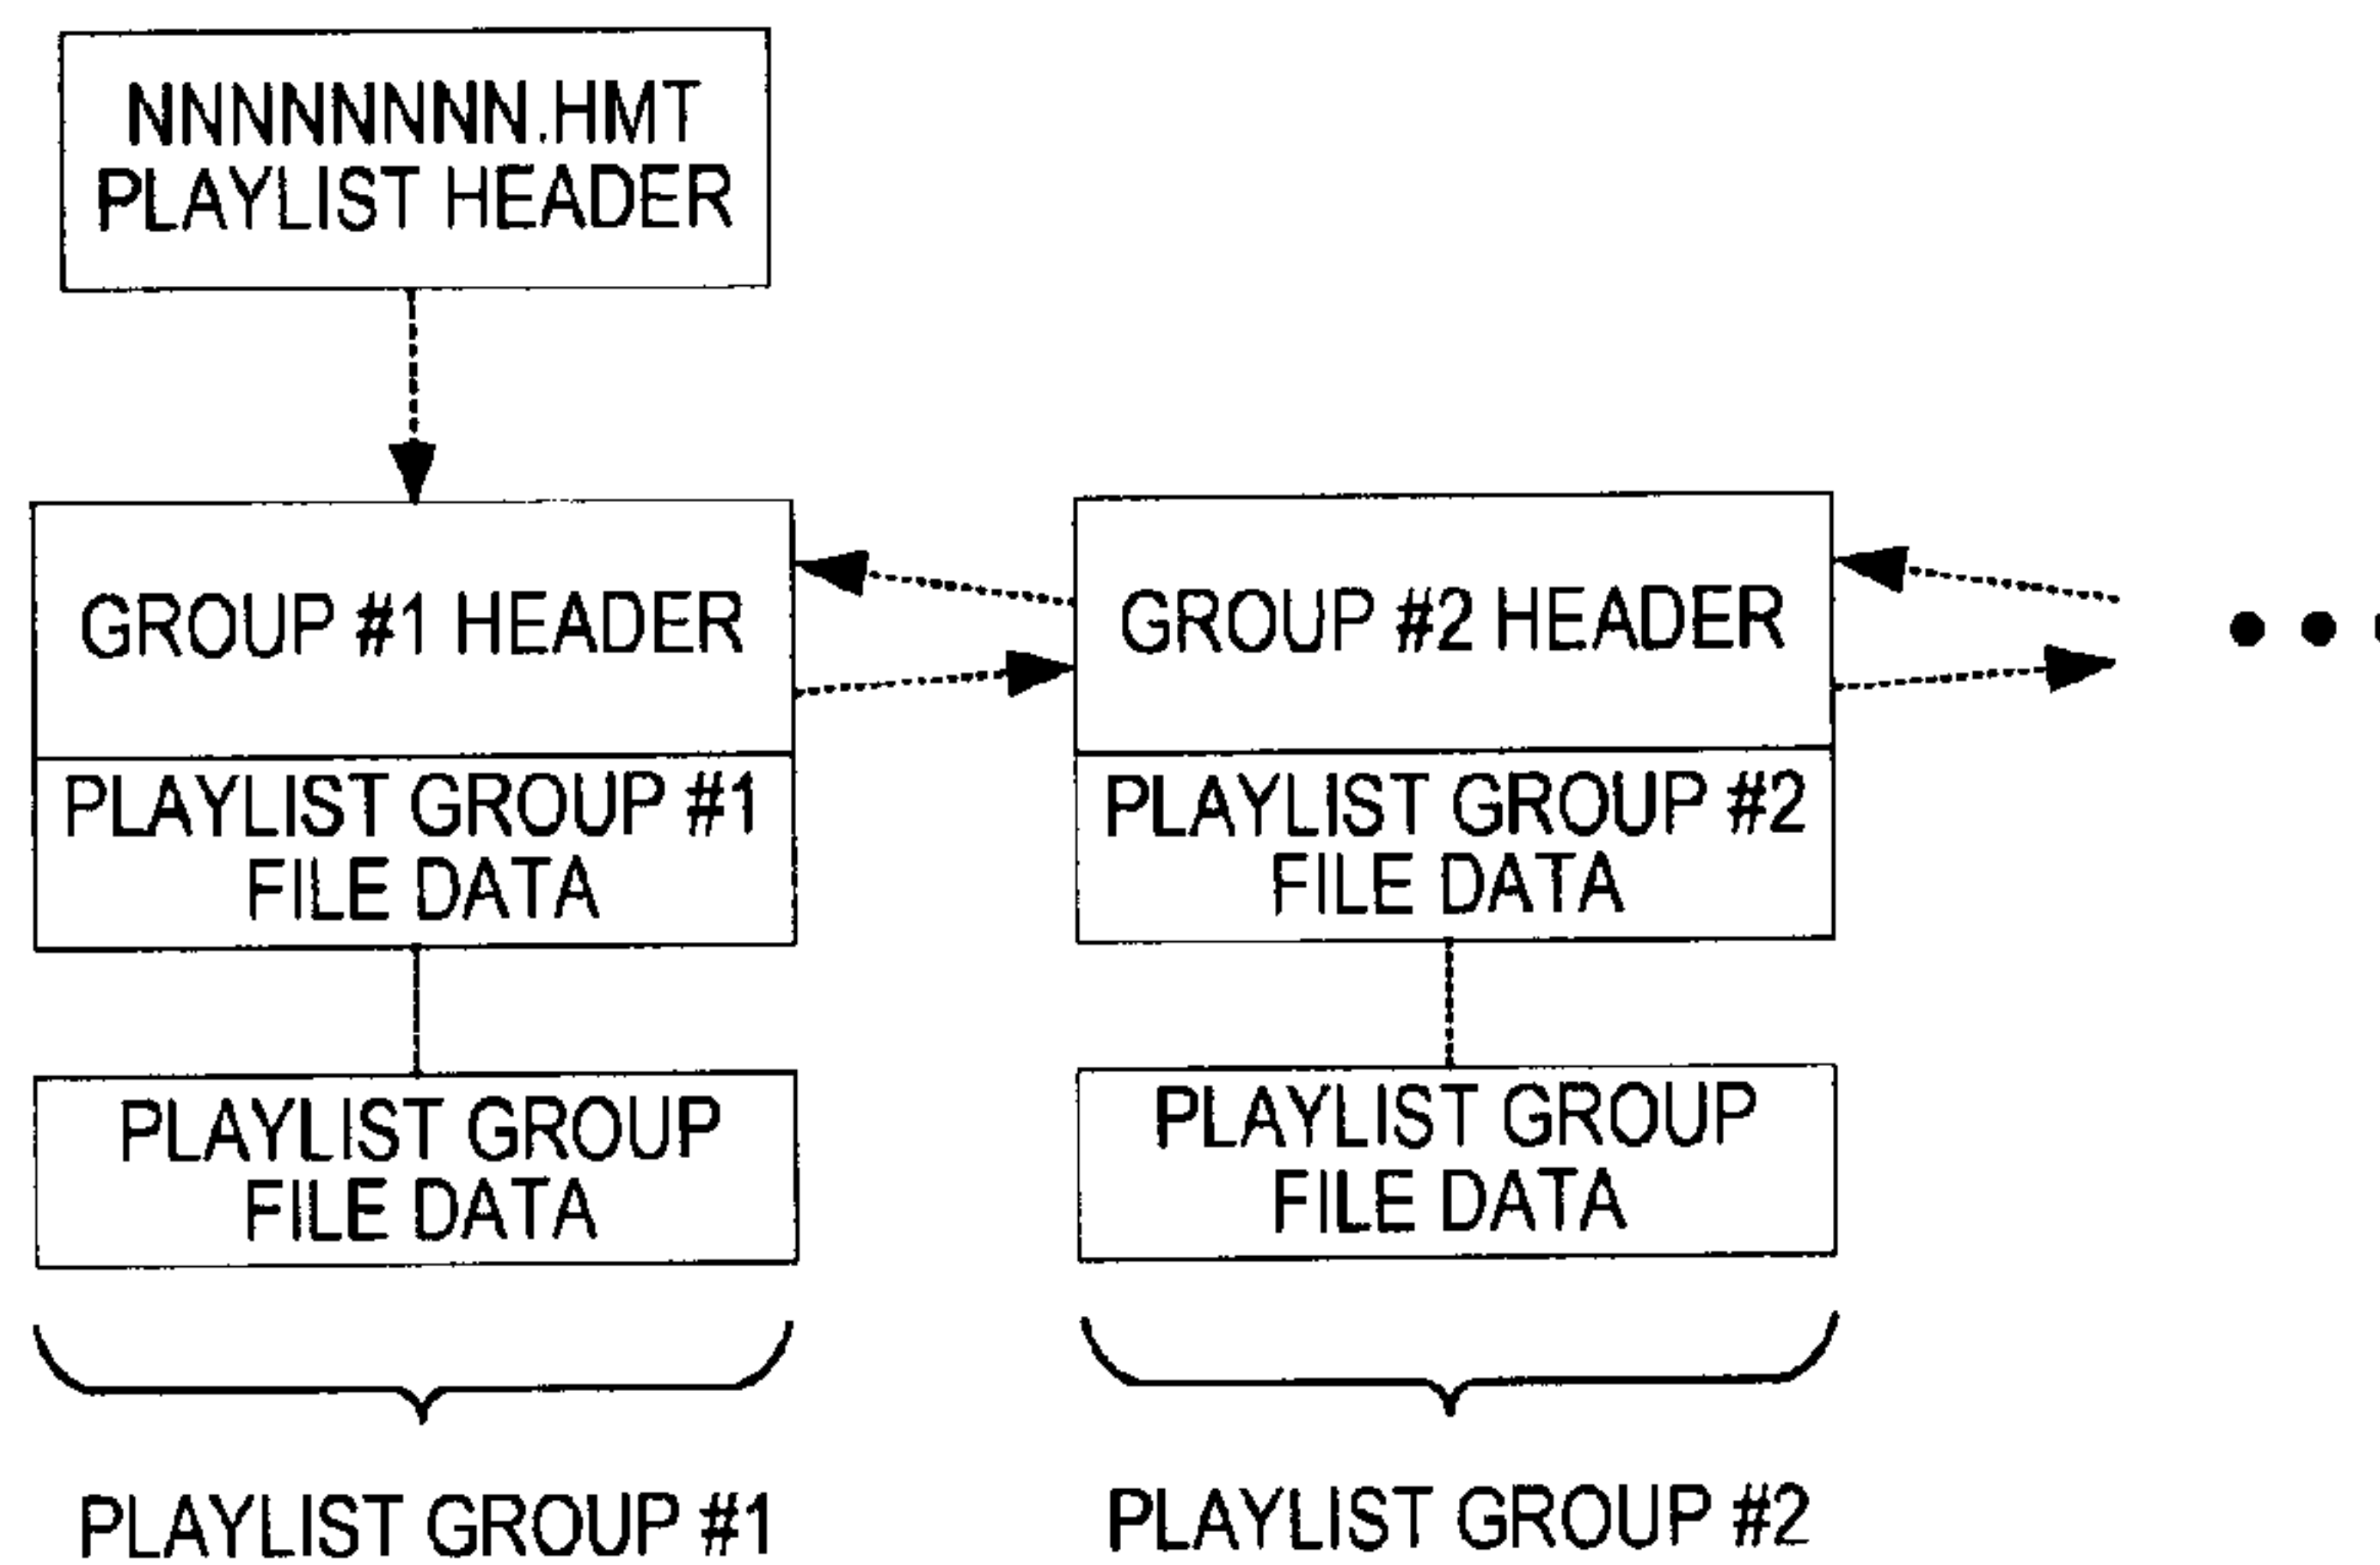 NNNNNNNN.HMT
PLAYLIST HEADER
GROUP #1 HEADER
GROUP #2 HEADER
PLAYLIST GROUP #1
FILE DATA
PLAYLIST GROUP #2
FILE DATA
PLAYLIST GROUP
FILE DATA
PLAYLIST GROUP
FILE DATA
PLAYLIST GROUP #1
PLAYLIST GROUP #2